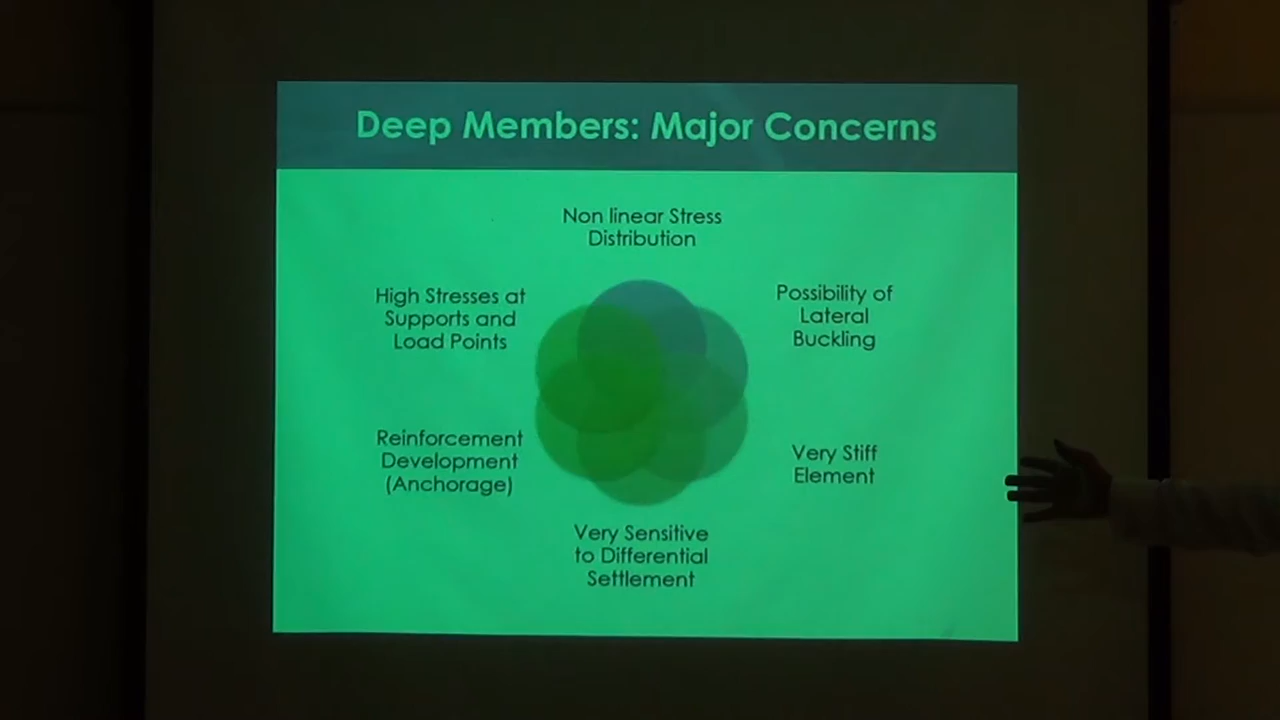 Deep Members: Major Concerns
Non linear Stress
Distribution
High Stresses at
Supports and
Load Points
Possibility of
Lateral
Buckling
Reinforcement
Development
(Anchorage)
Very Stiff
Element
Very Sensitive
to Differential
Settlement